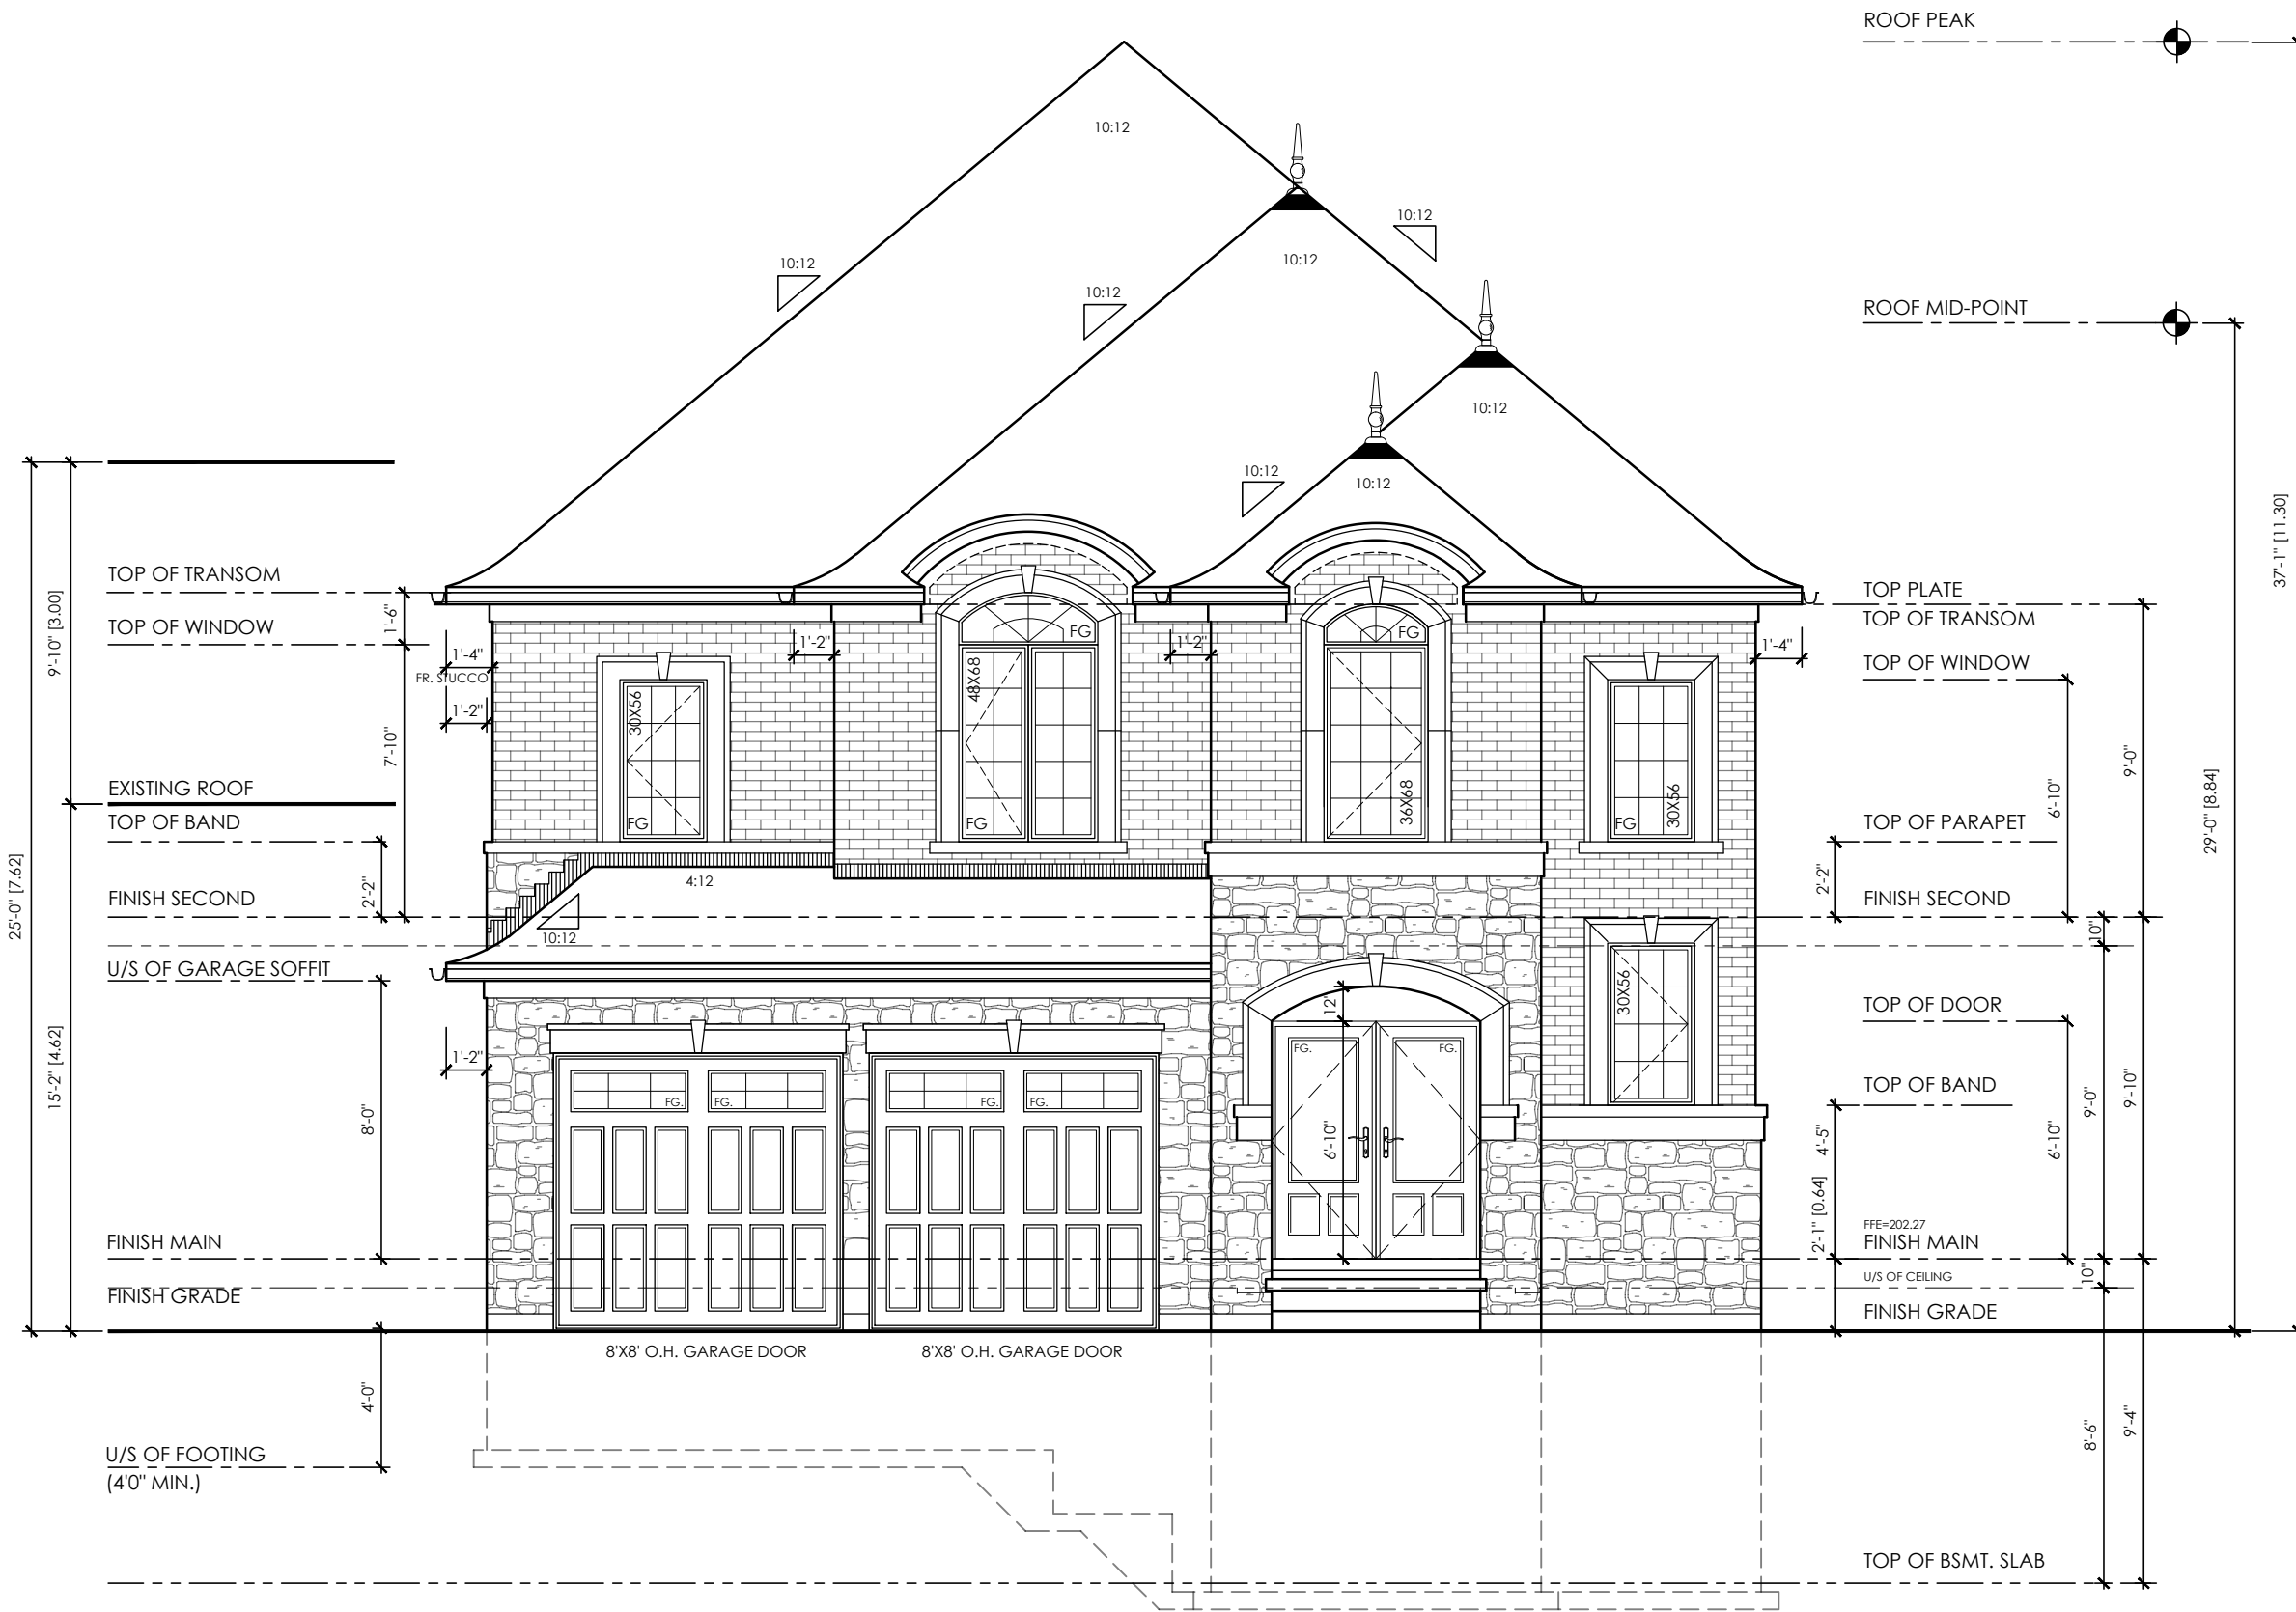 ROOF PEAK
10:12
10:12
10:12
10:12
10:12
ROOF MID-POINT
10:12
10:12
10:12
37'-1" [11.30]
TOP OF TRANSOM
TOP PLATE
1'-6"
9'-10" [3.00]
TOP OF WINDOW
TOP OF TRANSOM
FG
FG
1'-4"
1'-2"
1'-2"
1'-4"
FR. STUCCO
TOP OF WINDOW
1'-2"
30X56
48X68
7'-10"
9'-0"
6'-10"
29'-0" [8.84]
EXISTING ROOF
36X68
30X56
TOP OF BAND
FG
FG
FG
TOP OF PARAPET
4:12
2'-2"
2'-2"
25'-0" [7.62]
FINISH SECOND
FINISH SECOND
10:12
10"
U/S OF GARAGE SOFFIT
30X56
12"
TOP OF DOOR
1'-2"
FG.
FG.
15'-2" [4.62]
TOP OF BAND
FG.
FG.
FG.
FG.
8'-0"
9'-0"
9'-10"
6'-10"
4'-5"
6'-10"
2'-1" [0.64]
FFE=202.27
FINISH MAIN
FINISH MAIN
10"
U/S OF CEILING
FINISH GRADE
FINISH GRADE
8'X8' O.H. GARAGE DOOR
8'X8' O.H. GARAGE DOOR
4'-0"
8'-6"
9'-4"
U/S OF FOOTING
(4'0" MIN.)
TOP OF BSMT. SLAB